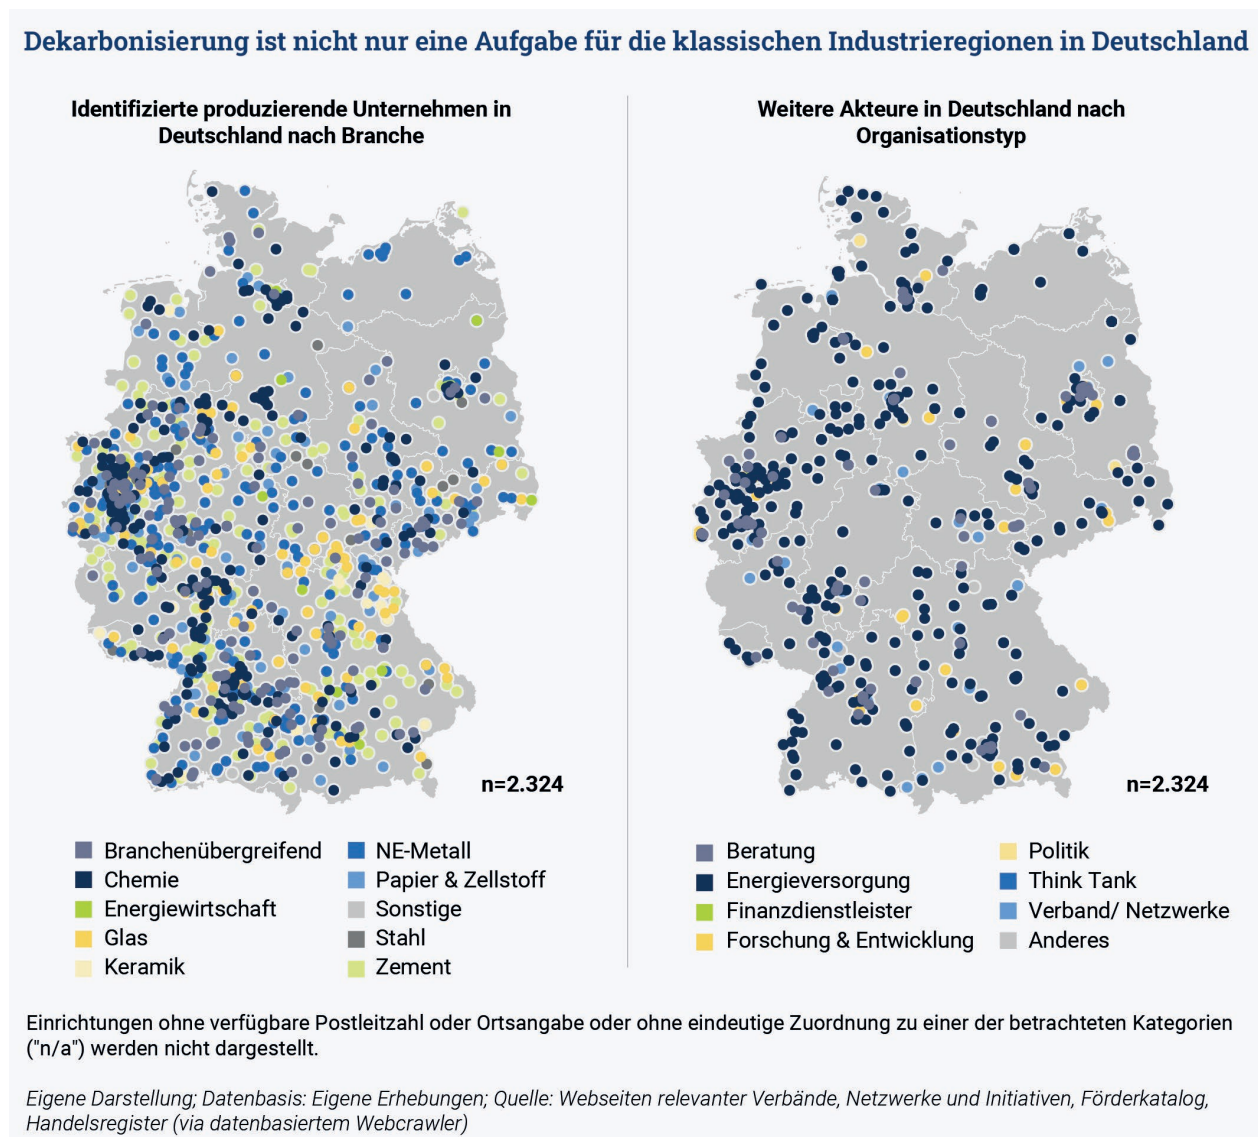 Dekarbonisierung ist nicht nur eine Aufgabe für die klassischen Industrieregionen in Deutschland
Identifizierte produzierende Unternehmen in
Deutschland nach Branche
n=2.324
Branchenübergreifend
Chemie
Energiewirtschaft
Glas
Keramik
NE-Metall
Papier & Zellstoff
Sonstige
Stahl
Zement
Weitere Akteure in Deutschland nach
Organisationstyp
n=2.324
Beratung
Energieversorgung
Finanzdienstleister
Forschung & Entwicklung
Politik
Think Tank
Verband/ Netzwerke
Anderes
Einrichtungen ohne verfügbare Postleitzahl oder Ortsangabe oder ohne eindeutige Zuordnung zu einer der betrachteten Kategorien
("n/a") werden nicht dargestellt.
Eigene Darstellung; Datenbasis: Eigene Erhebungen; Quelle: Webseiten relevanter Verbände, Netzwerke und Initiativen, Förderkatalog,
Handelsregister (via datenbasiertem Webcrawler)